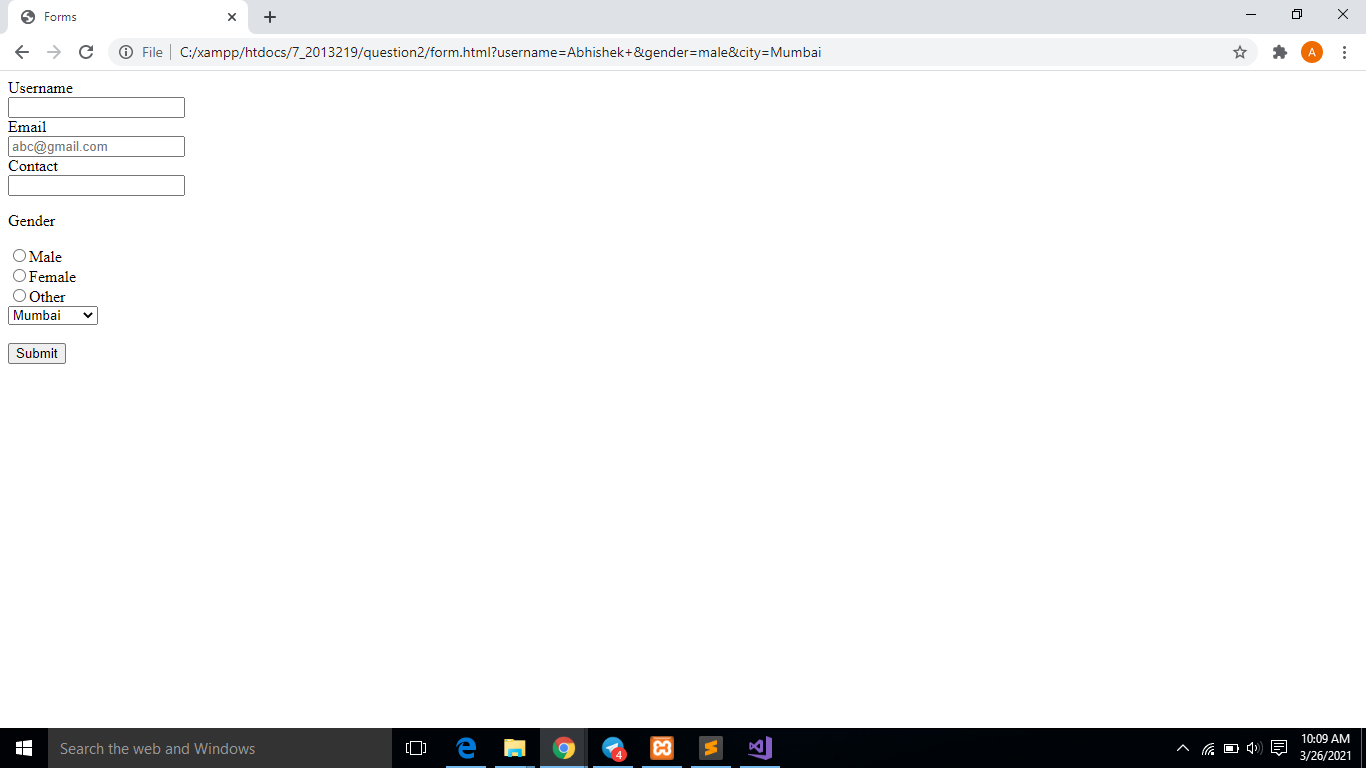 Forms
File C:/xampp/htdocs/7_2013219/question2/form.html?username=Abhishek+&gender=male&city=Mumbai
A
Username
Email
abc@gmail.com
Contact
Gender
Male
Female
Other
Mumbai
Submit
Search the web and Windows
4
10:09 AM
3/26/2021